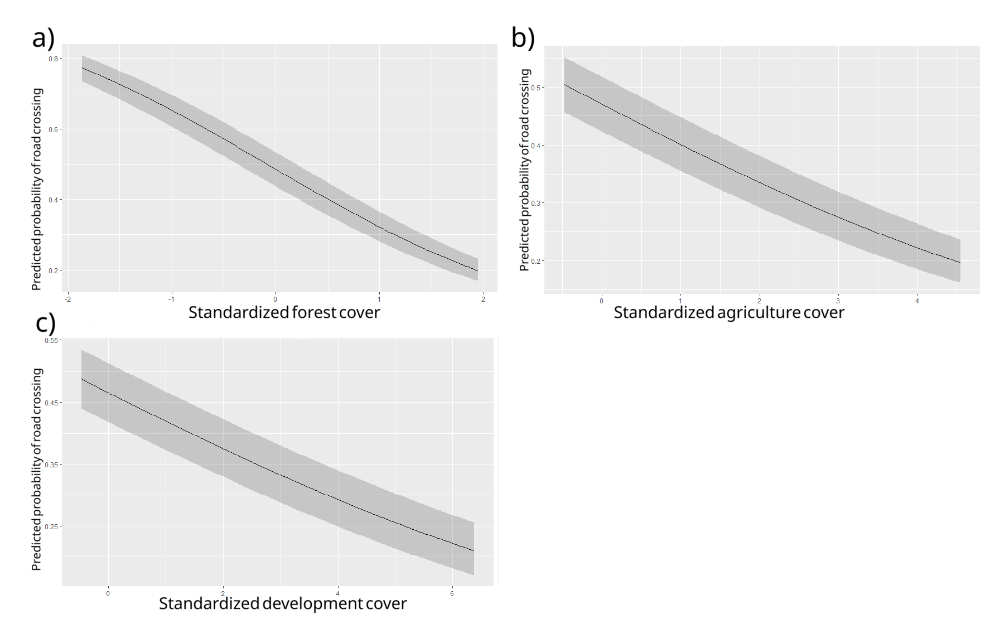 a)
Predicted probability of road crossing
0.8
0.6
0.4
0.2
-2 -1 0 1 2
Standardized forest cover
b)
Predicted probability of road crossing
0.5
0.4
0.3
0.2
0 1 2 3 4
Standardized agriculture cover
c)
Predicted probability of road crossing
0.55
0.45
0.35
0.25
0 2 4 6
Standardized development cover